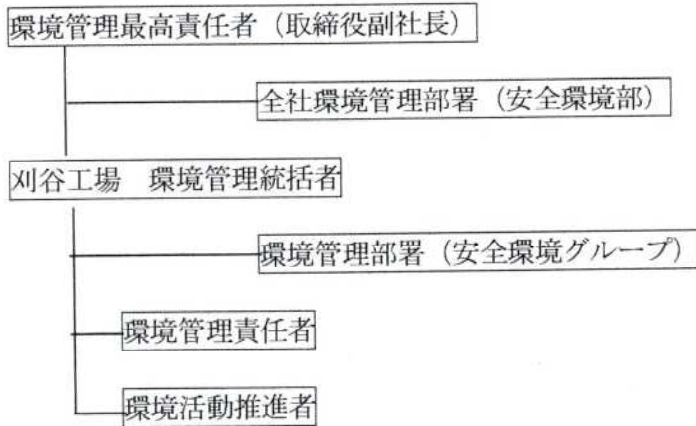 環境管理最高責任者（取締役副社長）
全社環境管理部署（安全環境部）
刈谷工場　環境管理統括者
環境管理部署（安全環境グループ）
環境管理責任者
環境活動推進者